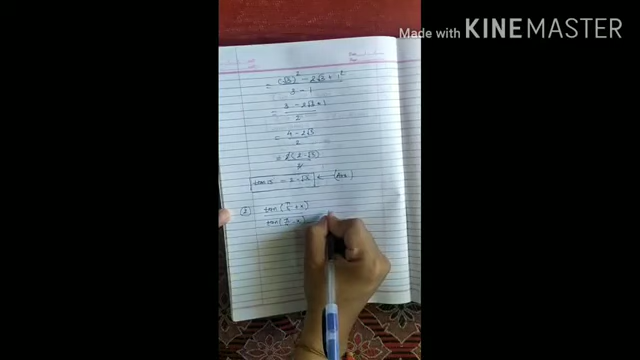 Made with KINEMASTER
= (√3)² - 2√3 + 1²
3 - 1
= 3 - 2√3 + 1
2
= 4 - 2√3
2
= 2(2-√3)
2
tan 15 = 2-√3 ← (Ans)
② tan(π/4 + x)
tan(π/4 - x)